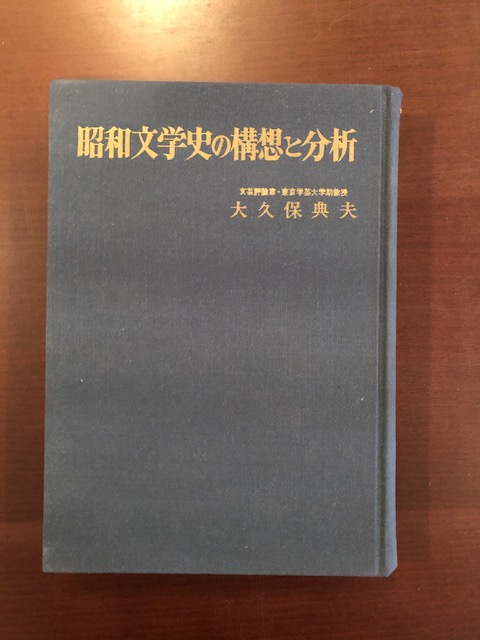 昭和文学史の構想と分析
文芸評論家・東京学芸大学助教授
大久保典夫